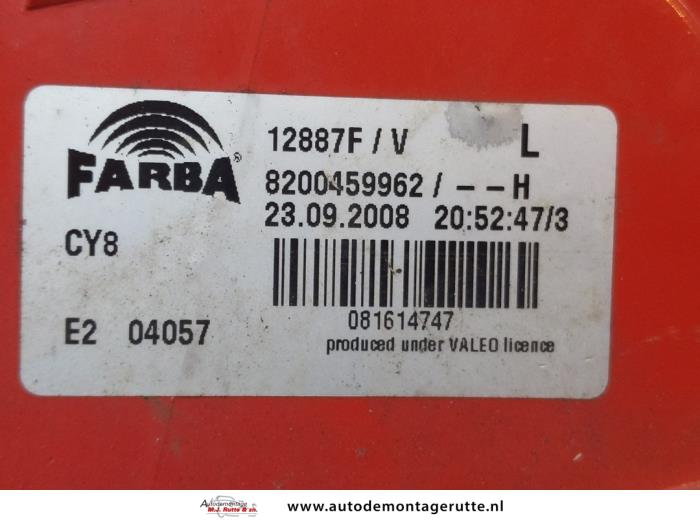 12887F / V L
FARBA®
8200459962 / - - H
23.09.2008 20:52:47/3
CY8
E2 04057
081614747
produced under VALEO licence
Autodemontage
M.J. Rutte & zn.
www.autodemontagerutte.nl